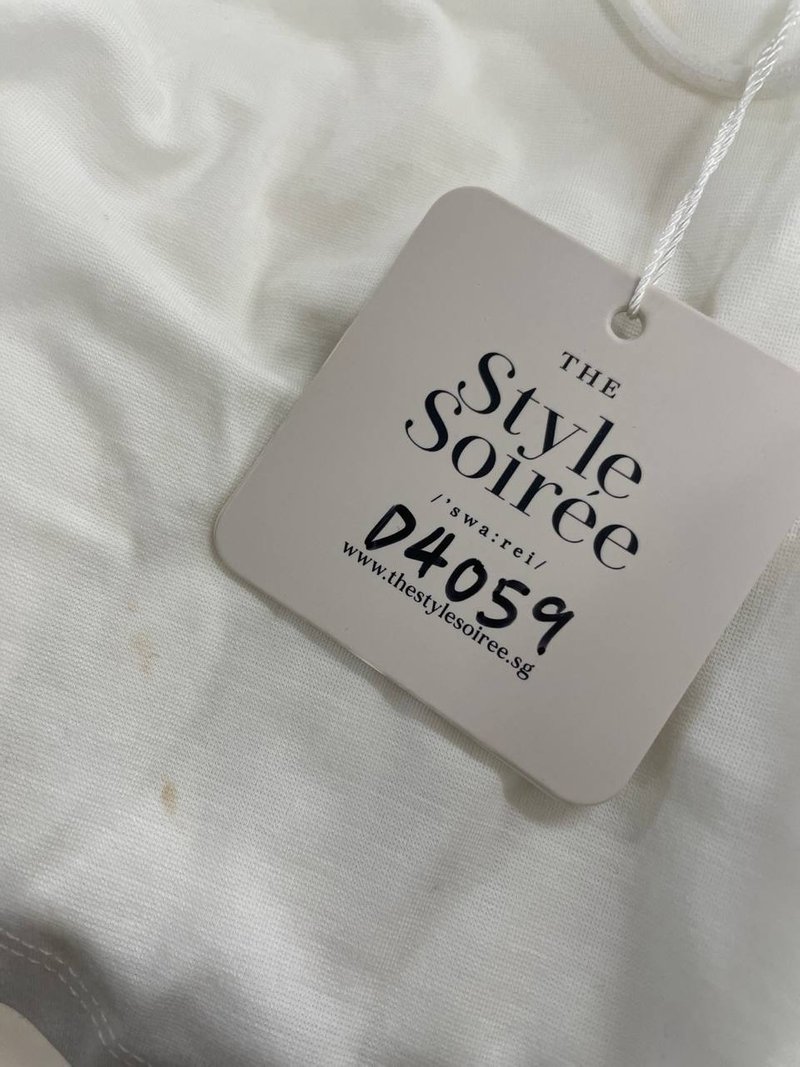 THE
Style
Soirée
/'swa:rei/
D4059
www.thestylesoiree.sg